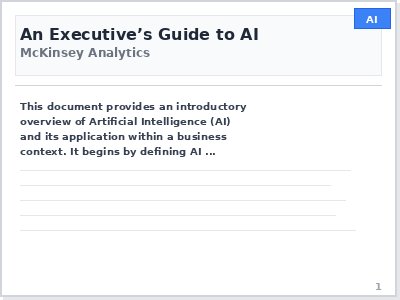 AI
An Executive’s Guide to AI
McKinsey Analytics
This document provides an introductory
overview of Artificial Intelligence (AI)
and its application within a business
context. It begins by defining AI ...
1